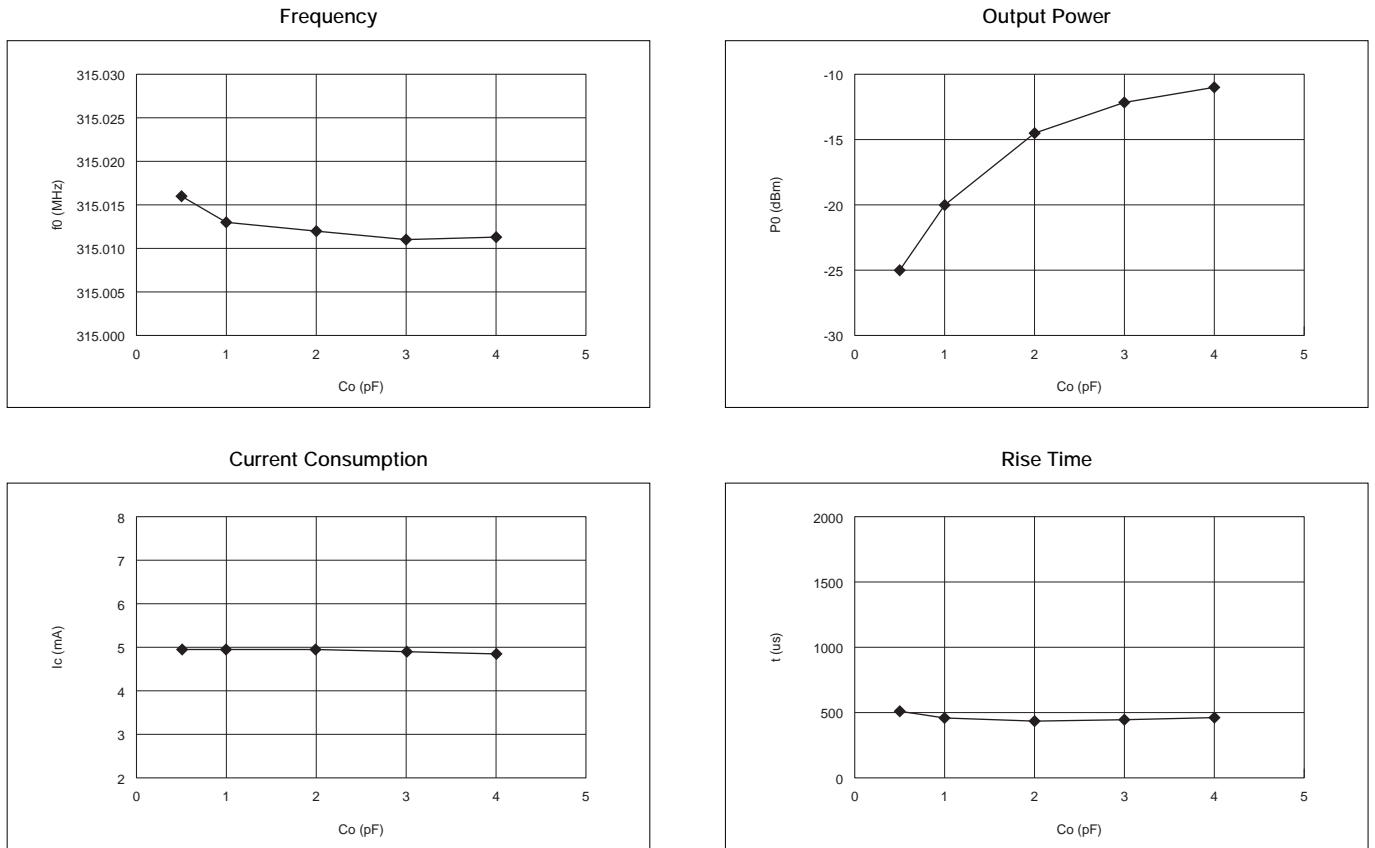 Frequency
315.030
315.025
315.020
315.015
315.010
315.005
315.000
f0 (MHz)
0 1 2 3 4 5
Co (pF)
Output Power
-10
-15
-20
-25
-30
P0 (dBm)
0 1 2 3 4 5
Co (pF)
Current Consumption
8
7
6
5
4
3
2
Ic (mA)
0 1 2 3 4 5
Co (pF)
Rise Time
2000
1500
1000
500
0
t (us)
0 1 2 3 4 5
Co (pF)